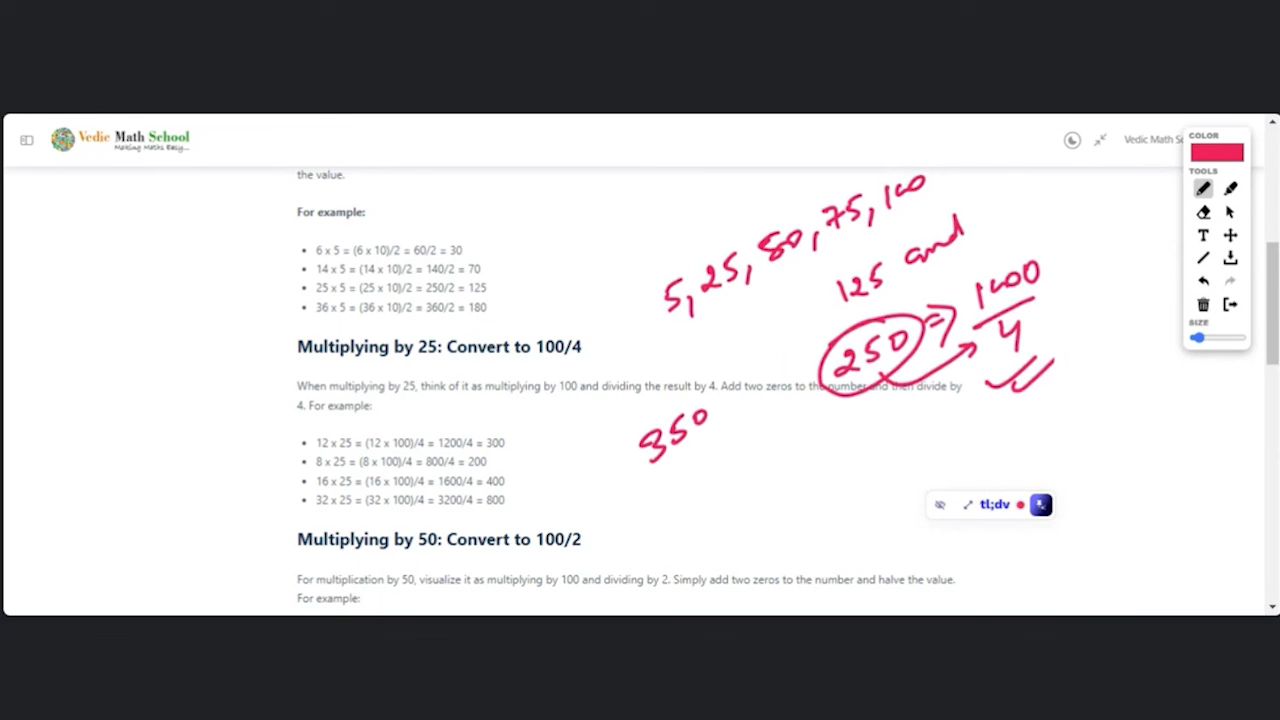 Vedic Math School
Making Maths Easy...
COLOR
TOOLS
T
SIZE
the value.
For example:
• 6 x 5 = (6 x 10)/2 = 60/2 = 30
• 14 x 5 = (14 x 10)/2 = 140/2 = 70
• 25 x 5 = (25 x 10)/2 = 250/2 = 125
• 36 x 5 = (36 x 10)/2 = 360/2 = 180
5, 25, 50, 75, 100
125 and
250 => 1000/4
Multiplying by 25: Convert to 100/4
When multiplying by 25, think of it as multiplying by 100 and dividing the result by 4. Add two zeros to the number and then divide by
4. For example:
350
• 12 x 25 = (12 x 100)/4 = 1200/4 = 300
• 8 x 25 = (8 x 100)/4 = 800/4 = 200
• 16 x 25 = (16 x 100)/4 = 1600/4 = 400
• 32 x 25 = (32 x 100)/4 = 3200/4 = 800
tl;dv
Multiplying by 50: Convert to 100/2
For multiplication by 50, visualize it as multiplying by 100 and dividing by 2. Simply add two zeros to the number and halve the value.
For example: